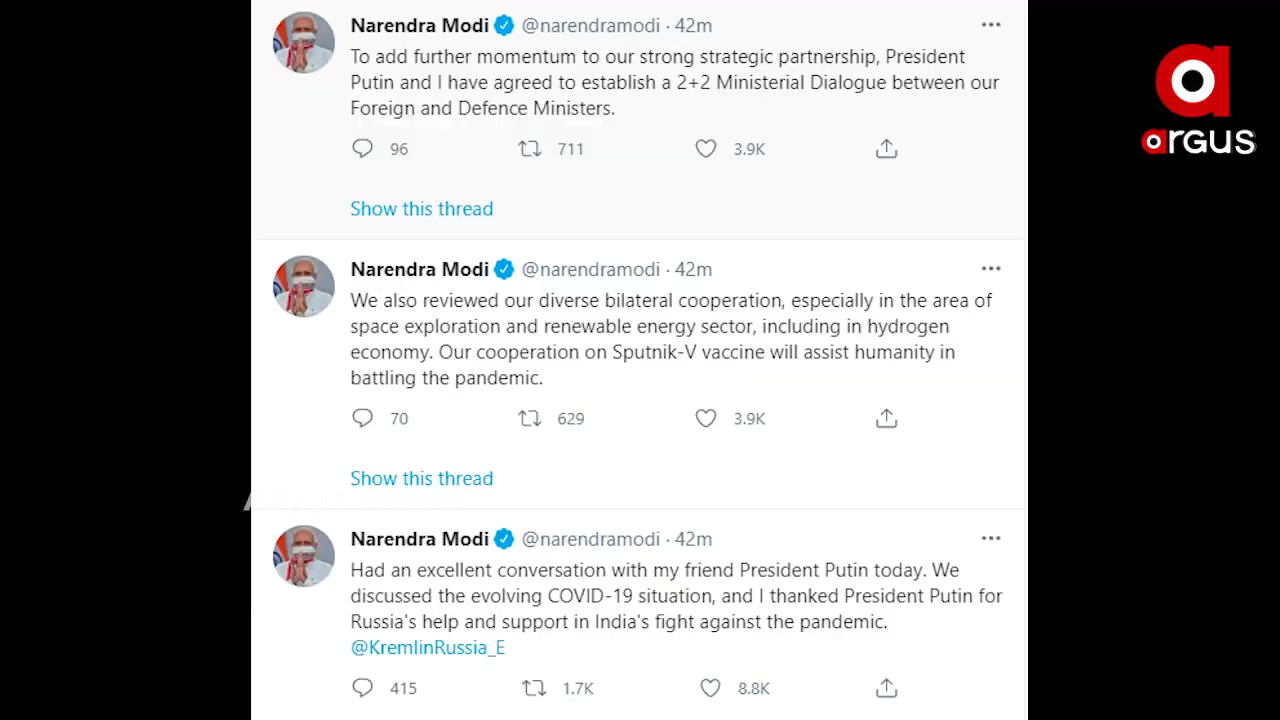 Narendra Modi @narendramodi · 42m
To add further momentum to our strong strategic partnership, President
Putin and I have agreed to establish a 2+2 Ministerial Dialogue between our
Foreign and Defence Ministers.
96 711 3.9K
Show this thread
Narendra Modi @narendramodi · 42m
We also reviewed our diverse bilateral cooperation, especially in the area of
space exploration and renewable energy sector, including in hydrogen
economy. Our cooperation on Sputnik-V vaccine will assist humanity in
battling the pandemic.
70 629 3.9K
Show this thread
Narendra Modi @narendramodi · 42m
Had an excellent conversation with my friend President Putin today. We
discussed the evolving COVID-19 situation, and I thanked President Putin for
Russia's help and support in India's fight against the pandemic.
@KremlinRussia_E
415 1.7K 8.8K
argus